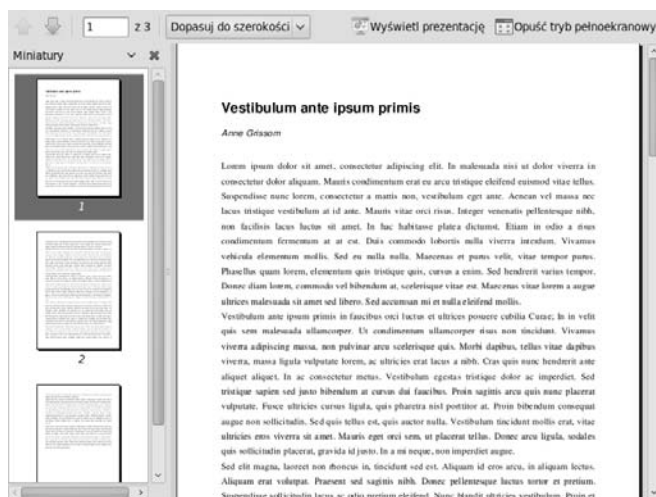 1 z 3 Dopasuj do szerokości Wyświetl prezentację Opuść tryb pełnoekranowy
Miniatury
1
2
Vestibulum ante ipsum primis
Anne Grissom
Lorem ipsum dolor sit amet, consectetur adipiscing elit. In malesuada nisi ut dolor viverra in
consectetur dolor aliquam. Mauris condimentum erat eu arcu tristique eleifend euismod vitae tellus.
Suspendisse nunc lorem, consectetur a mattis non, vestibulum eget ante. Aenean vel massa nec
lacus tristique vestibulum at id ante. Mauris vitae orci risus. Integer venenatis pellentesque nibh,
non facilisis lacus luctus sit amet. In hac habitasse platea dictumst. Etiam in odio a risus
condimentum fermentum at at est. Duis commodo lobortis nulla viverra interdum. Vivamus
vehicula elementum mollis. Sed eu nulla nulla. Maecenas et purus velit, vitae tempor purus.
Phasellus quam lorem, elementum quis tristique quis, cursus a enim. Sed hendrerit varius tempor.
Donec diam lorem, commodo vel bibendum at, scelerisque vitae est. Maecenas vitae lorem a augue
ultrices malesuada sit amet sed libero. Sed accumsan mi et nulla eleifend mollis.
Vestibulum ante ipsum primis in faucibus orci luctus et ultrices posuere cubilia Curae; In in velit
quis sem malesuada ullamcorper. Ut condimentum ullamcorper risus non tincidunt. Vivamus
viverra adipiscing massa, non pulvinar arcu scelerisque quis. Morbi dapibus, tellus vitae dapibus
viverra, massa ligula vulputate lorem, ac ultricies erat lacus a nibh. Cras quis nunc hendrerit ante
aliquet aliquet. In ac consectetur metus. Vestibulum egestas tristique dolor ac imperdiet. Sed
tristique sapien sed justo bibendum at cursus dui faucibus. Proin sagittis arcu quis nunc placerat
vulputate. Fusce ultricies cursus ligula, quis pharetra nisl porttitor at. Proin bibendum consequat
augue non sollicitudin. Sed quis tellus est, quis auctor nulla. Vestibulum tincidunt mollis erat, vitae
ultricies eros viverra sit amet. Mauris eget orci sem, ut placerat tellus. Donec arcu ligula, sodales
quis sollicitudin placerat, gravida id justo. In a mi neque, non imperdiet augue.
Sed elit magna, laoreet non rhoncus in, tincidunt sed est. Aliquam id eros arcu, in aliquam lectus.
Aliquam erat volutpat. Praesent sed sagittis nibh. Donec pellentesque luctus tortor et pretium.
Suspendisse sollicitudin lacus ac odio pretium eleifend. Nunc blandit ultricies vestibulum. Proin et